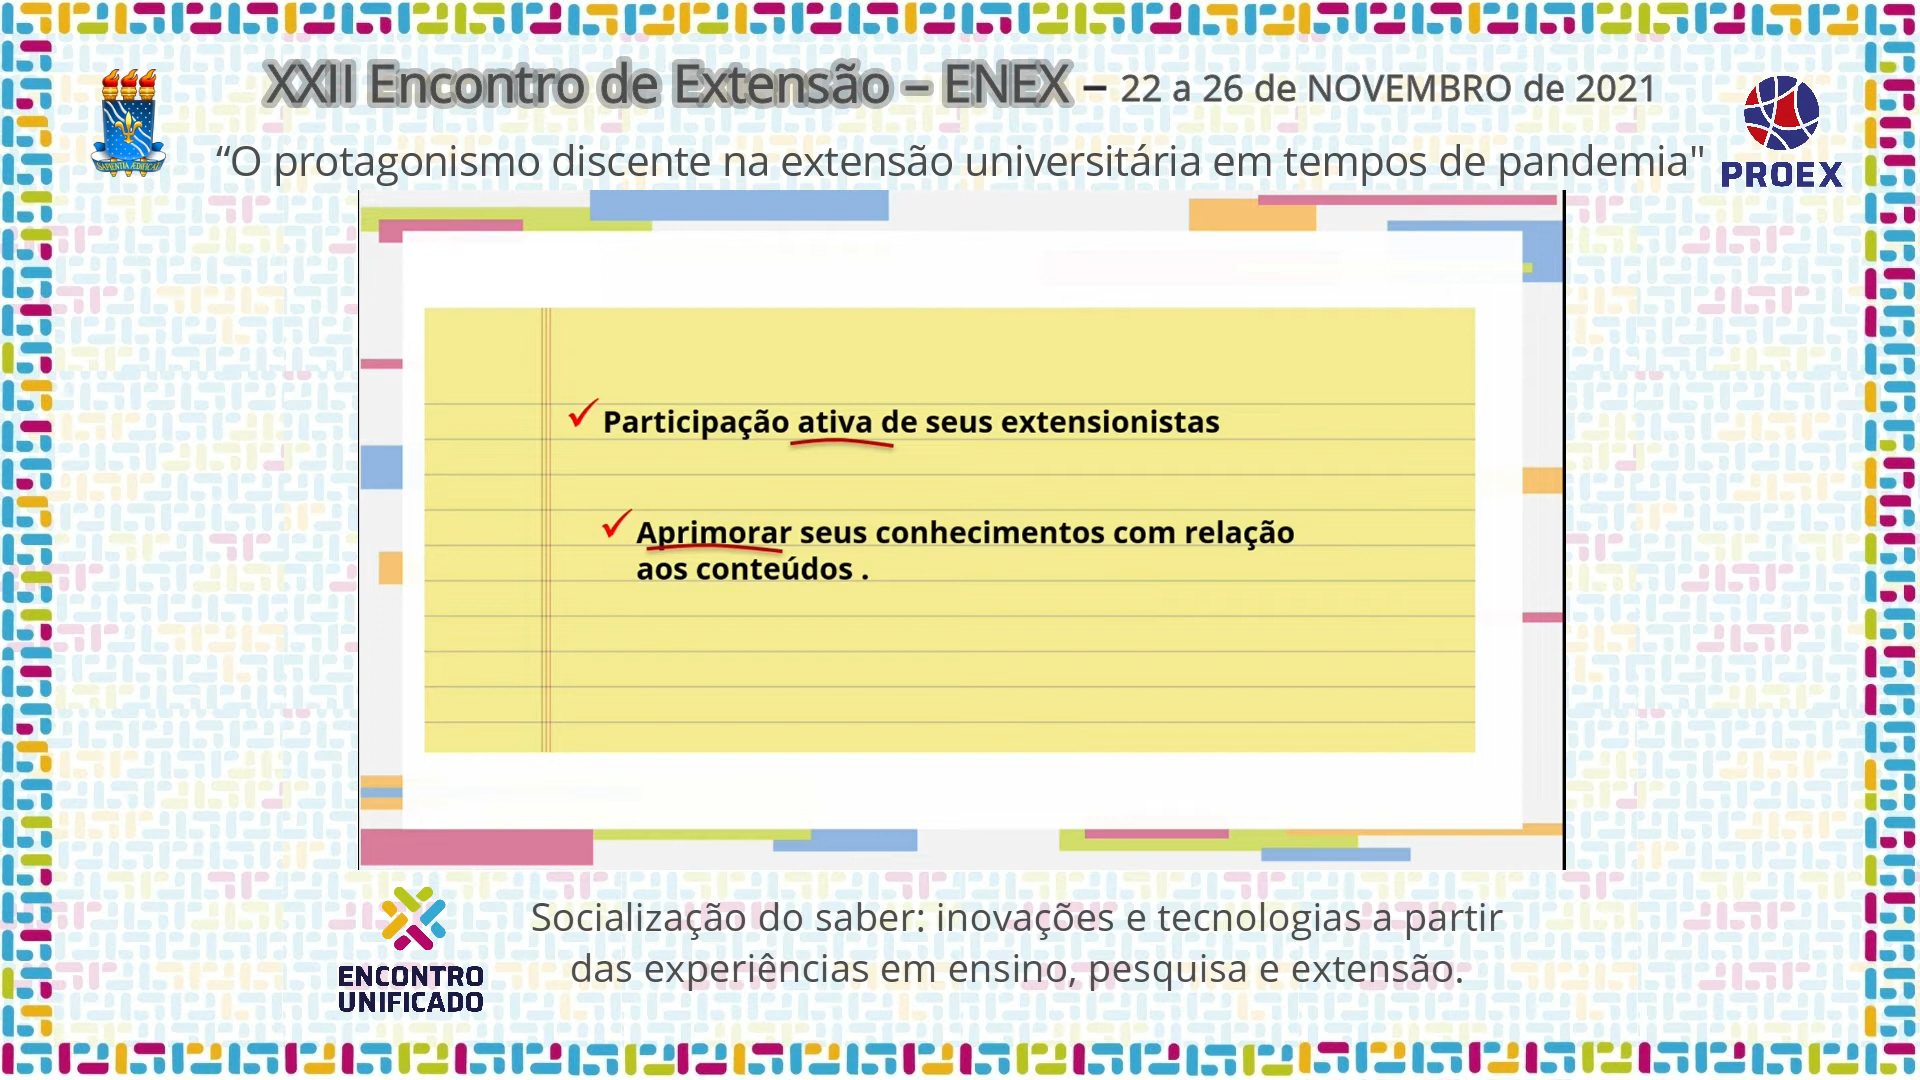 XXII Encontro de Extensão – ENEX – 22 a 26 de NOVEMBRO de 2021
“O protagonismo discente na extensão universitária em tempos de pandemia"
PROEX
Participação ativa de seus extensionistas
Aprimorar seus conhecimentos com relação
aos conteúdos .
Socialização do saber: inovações e tecnologias a partir
das experiências em ensino, pesquisa e extensão.
ENCONTRO
UNIFICADO